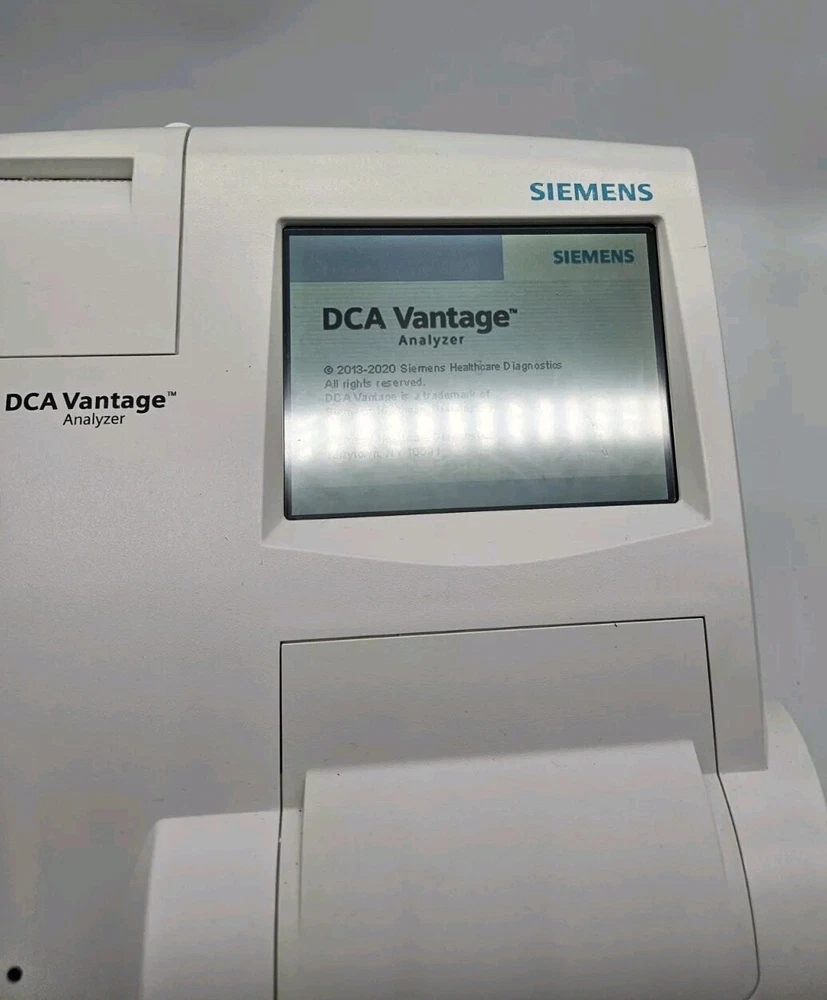 SIEMENS
SIEMENS
DCA Vantage™
Analyzer
© 2013-2020 Siemens Healthcare Diagnostics
All rights reserved.
DCA Vantage is a trademark of
DCA Vantage™
Analyzer